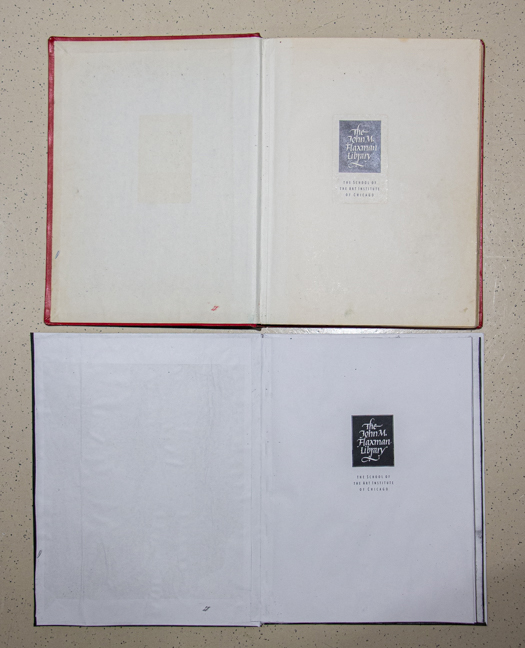 The
John M.
Flaxman
Library
THE SCHOOL OF
THE ART INSTITUTE
OF CHICAGO
The
John M.
Flaxman
Library
THE SCHOOL OF
THE ART INSTITUTE
OF CHICAGO